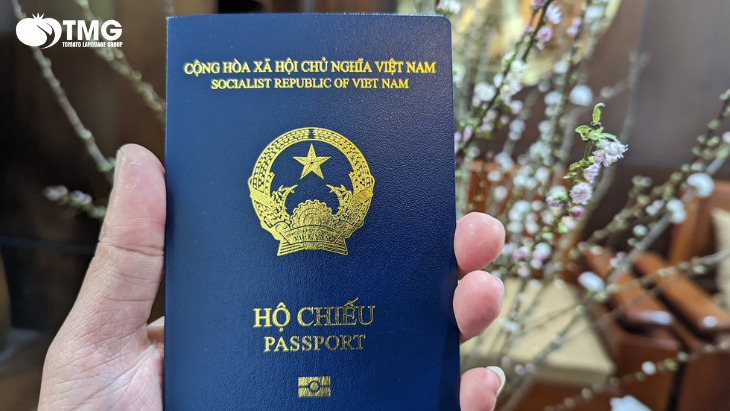 TMG
TOMATO LANGUAGE GROUP
CỘNG HÒA XÃ HỘI CHỦ NGHĨA VIỆT NAM
SOCIALIST REPUBLIC OF VIET NAM
HỘ CHIẾU
PASSPORT